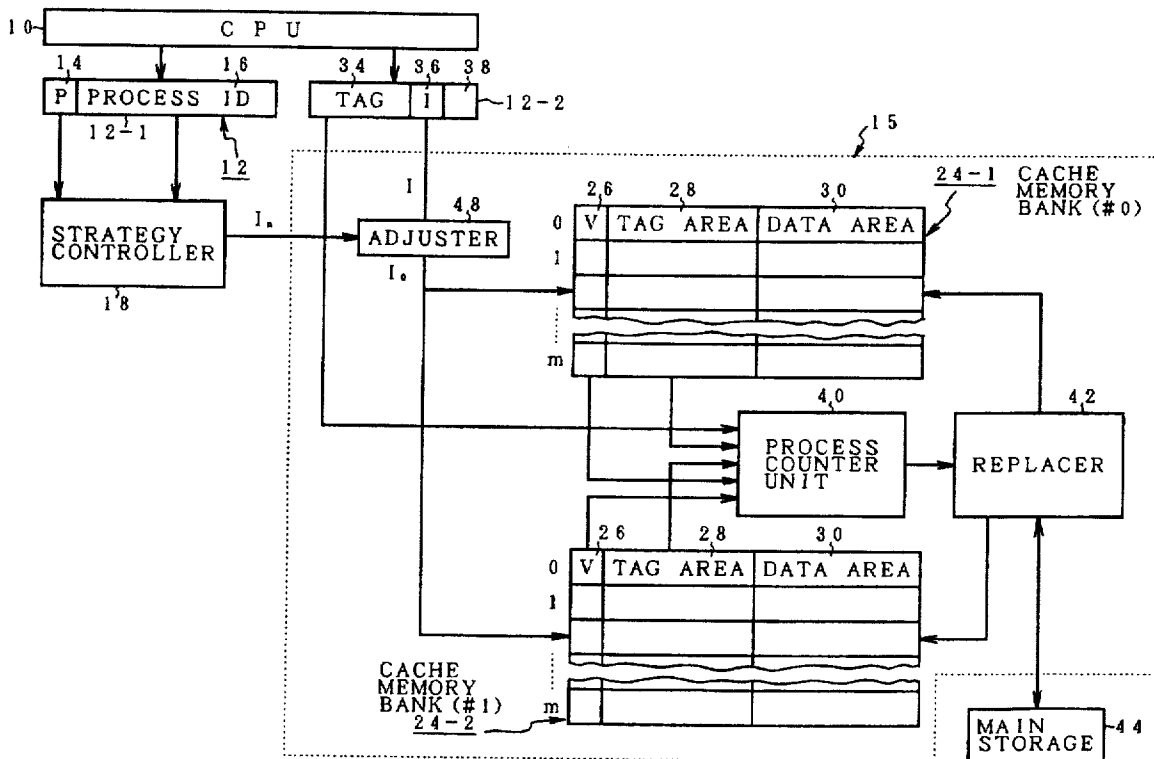 10
CPU
14
16
P
PROCESS ID
12-1
12
34
36
38
TAG
I
12-2
15
I
STRATEGY
CONTROLLER
18
48
ADJUSTER
26
28
30
24-1
CACHE
MEMORY
BANK (#0)
0
V
TAG AREA
DATA AREA
1
m
40
PROCESS
COUNTER
UNIT
42
REPLACER
26
28
30
0
V
TAG AREA
DATA AREA
1
m
CACHE
MEMORY
BANK (#1)
24-2
MAIN
STORAGE
44